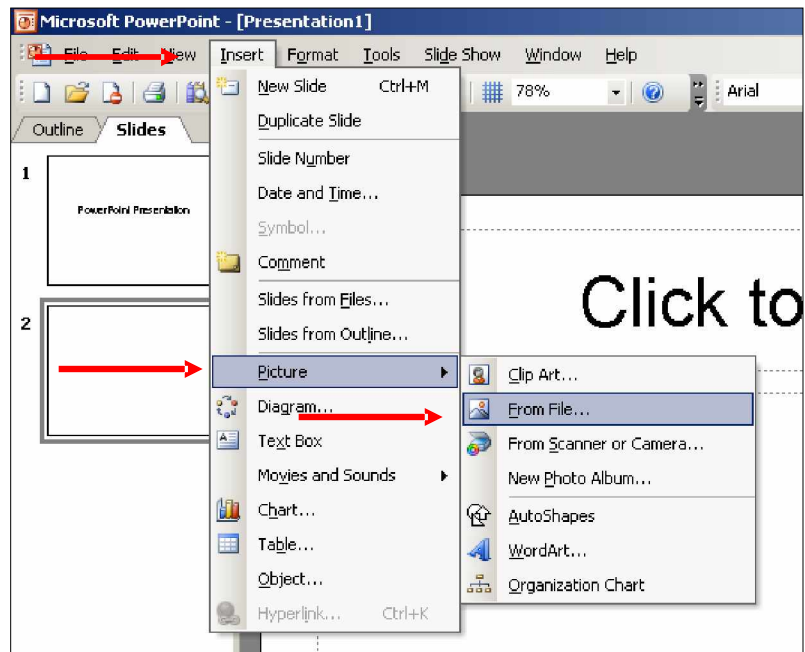 Microsoft PowerPoint - [Presentation1]
File Edit View Insert Format Tools Slide Show Window Help
78% Arial
Outline Slides
1
PowerPoint Presentation
2
New Slide Ctrl+M
Duplicate Slide
Slide Number
Date and Time...
Symbol...
Comment
Slides from Files...
Slides from Outline...
Picture
Diagram...
Text Box
Movies and Sounds
Chart...
Table...
Object...
Hyperlink... Ctrl+K
Clip Art...
From File...
From Scanner or Camera...
New Photo Album...
AutoShapes
WordArt...
Organization Chart
Click to